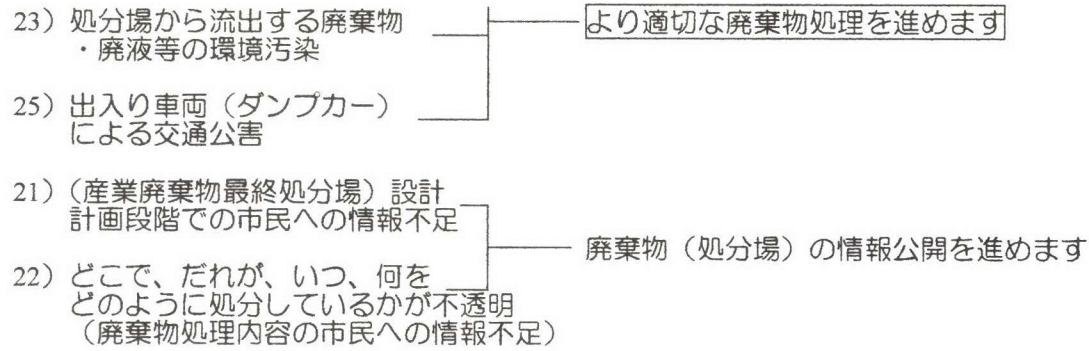 23）処分場から流出する廃棄物
・廃液等の環境汚染
より適切な廃棄物処理を進めます
25）出入り車両（ダンプカー）
による交通公害
21）（産業廃棄物最終処分場）設計
計画段階での市民への情報不足
廃棄物（処分場）の情報公開を進めます
22）どこで、だれが、いつ、何を
どのように処分しているかが不透明
（廃棄物処理内容の市民への情報不足）